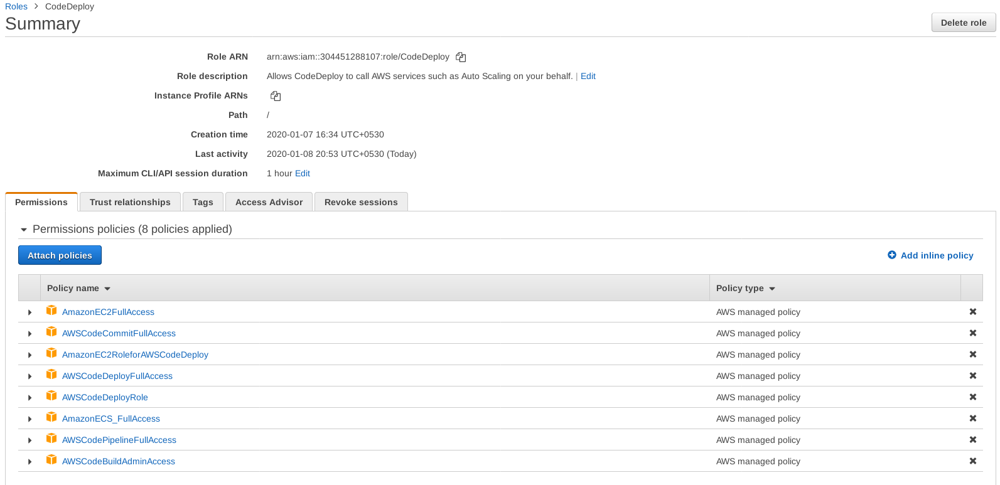 Roles > CodeDeploy
Summary
Delete role
Role ARN arn:aws:iam::304451288107:role/CodeDeploy
Role description Allows CodeDeploy to call AWS services such as Auto Scaling on your behalf. | Edit
Instance Profile ARNs
Path /
Creation time 2020-01-07 16:34 UTC+0530
Last activity 2020-01-08 20:53 UTC+0530 (Today)
Maximum CLI/API session duration 1 hour Edit
Permissions Trust relationships Tags Access Advisor Revoke sessions
Permissions policies (8 policies applied)
Attach policies Add inline policy
Policy name Policy type
AmazonEC2FullAccess AWS managed policy
AWSCodeCommitFullAccess AWS managed policy
AmazonEC2RoleforAWSCodeDeploy AWS managed policy
AWSCodeDeployFullAccess AWS managed policy
AWSCodeDeployRole AWS managed policy
AmazonECS_FullAccess AWS managed policy
AWSCodePipelineFullAccess AWS managed policy
AWSCodeBuildAdminAccess AWS managed policy